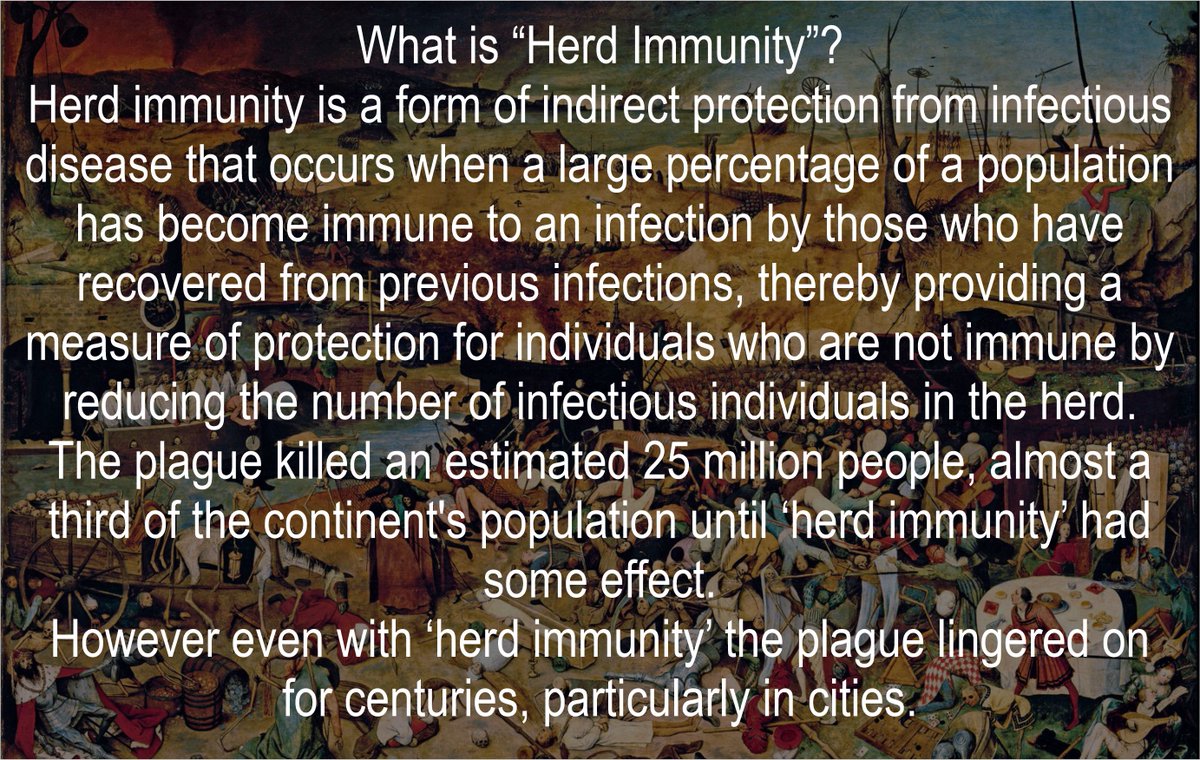 What is “Herd Immunity”?
Herd immunity is a form of indirect protection from infectious
disease that occurs when a large percentage of a population
has become immune to an infection by those who have
recovered from previous infections, thereby providing a
measure of protection for individuals who are not immune by
reducing the number of infectious individuals in the herd.
The plague killed an estimated 25 million people, almost a
third of the continent's population until ‘herd immunity’ had
some effect.
However even with ‘herd immunity’ the plague lingered on
for centuries, particularly in cities.